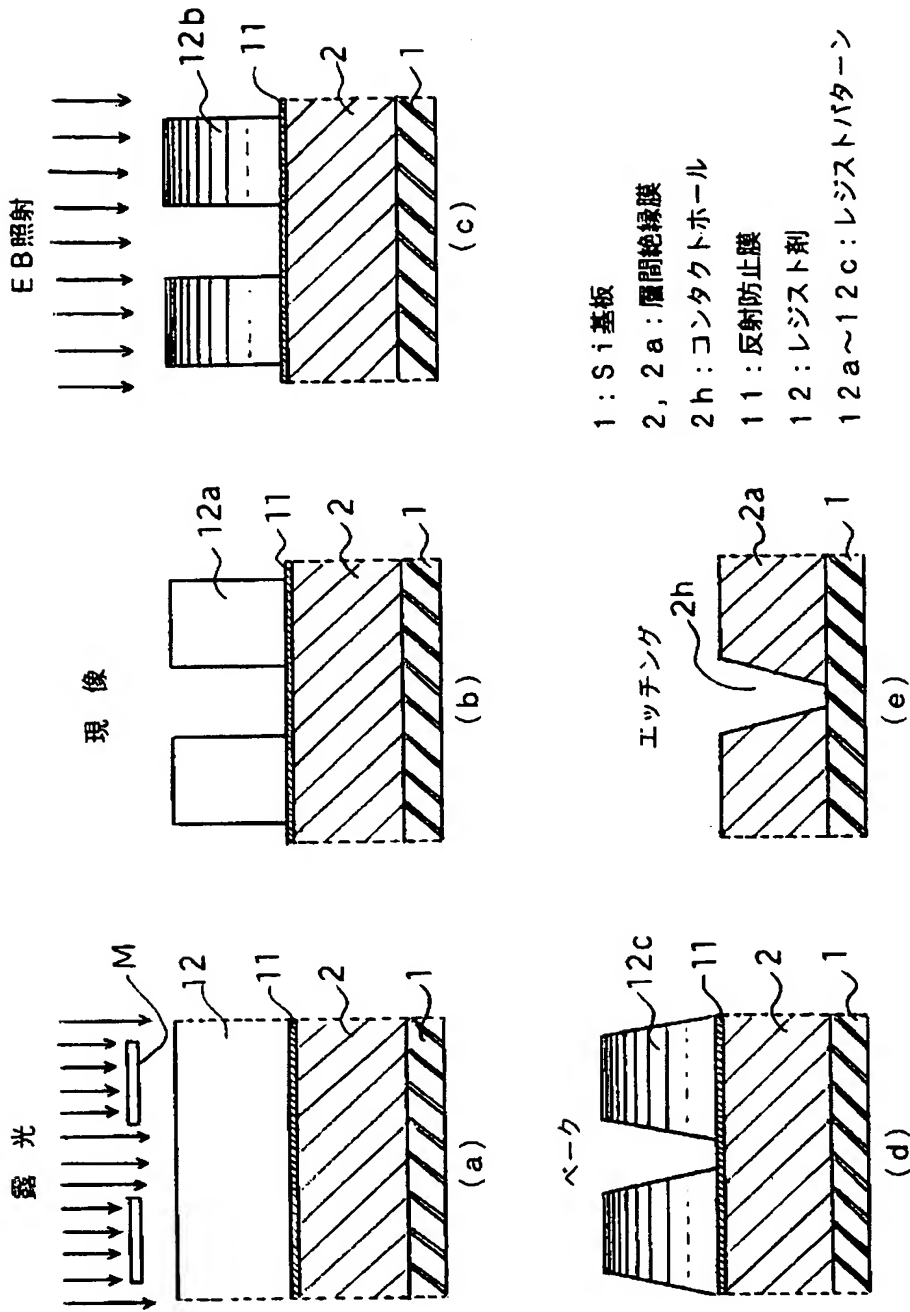 露 光
M
12
11
2
1
(a)
現 像
12a
11
2
1
(b)
EB照射
12b
11
2
1
(c)
ベーク
12c
11
2
1
(d)
エッチング
2h
2a
1
(e)
1:Si基板
2,2a:層間絶縁膜
2h:コンタクトホール
11:反射防止膜
12:レジスト剤
12a〜12c:レジストパターン